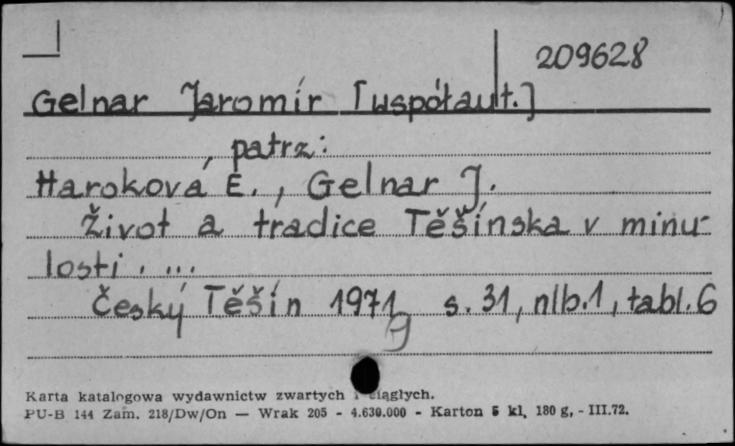 209628
Gelnar Jaromír [współaut.]
, patrz:
Haroková E., Gelnar J.
Život a tradice Těšínska v minu-
losti. ...
Český Těšín 1971 s. 31, nlb.1, tabl.6
9
Karta katalogowa wydawnictw zwartych i ciągłych.
PU-B 144 Zam. 218/Dw/On — Wrak 205 - 4.630.000 - Karton 5 kl, 180 g, - III.72.